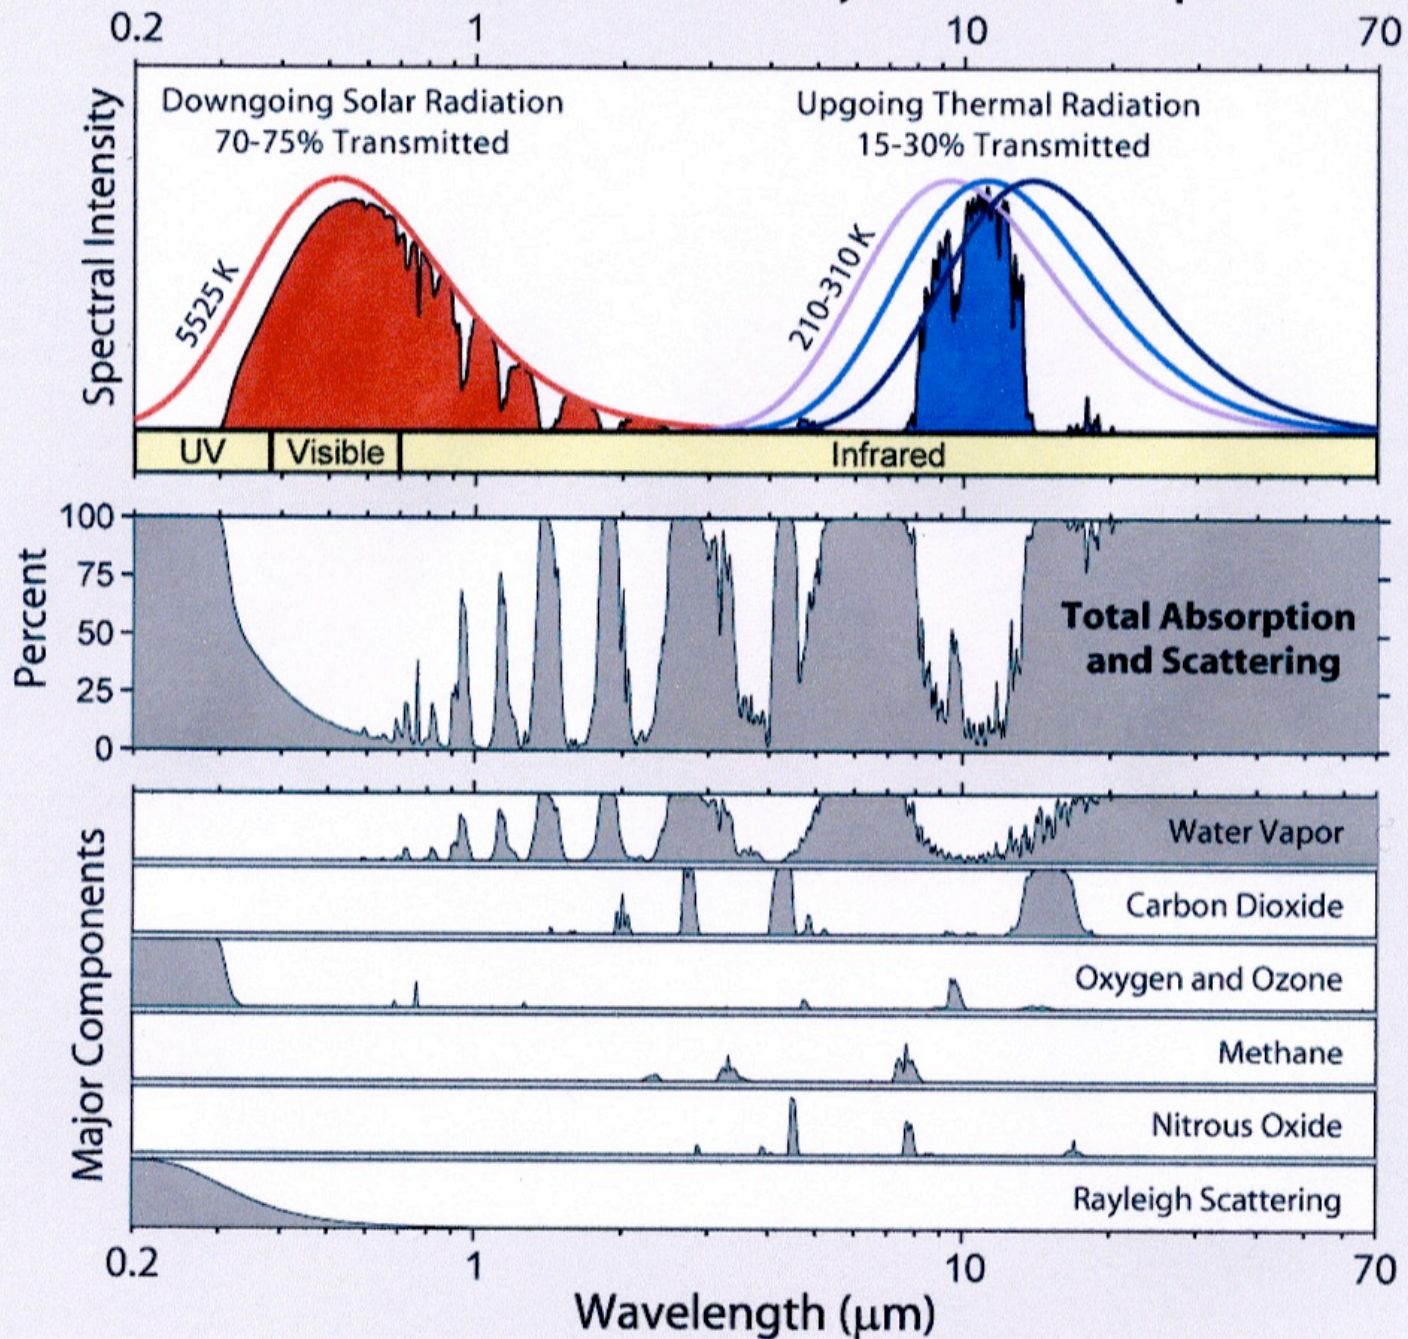 0.2 1 10 70
Downgoing Solar Radiation
70-75% Transmitted
Upgoing Thermal Radiation
15-30% Transmitted
Spectral Intensity
5525 K
210-310 K
UV Visible Infrared
Percent
100
75
50
25
0
Total Absorption
and Scattering
Major Components
Water Vapor
Carbon Dioxide
Oxygen and Ozone
Methane
Nitrous Oxide
Rayleigh Scattering
0.2 1 10 70
Wavelength (μm)